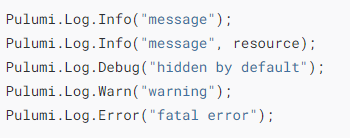 Pulumi.Log.Info("message");
Pulumi.Log.Info("message", resource);
Pulumi.Log.Debug("hidden by default");
Pulumi.Log.Warn("warning");
Pulumi.Log.Error("fatal error");